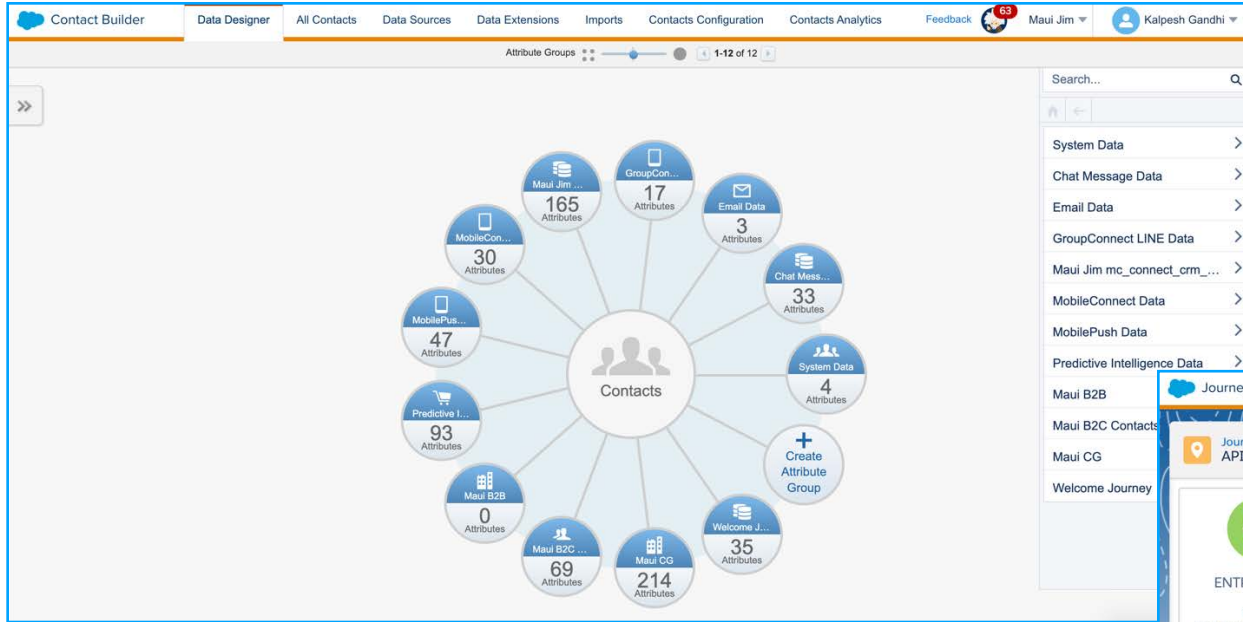 Contact Builder
Data Designer
All Contacts
Data Sources
Data Extensions
Imports
Contacts Configuration
Contacts Analytics
Feedback
63
Maui Jim
Kalpesh Gandhi
Attribute Groups
1-12 of 12
Search...
System Data
Chat Message Data
Email Data
GroupConnect LINE Data
Maui Jim mc_connect_crm_...
MobileConnect Data
MobilePush Data
Predictive Intelligence Data
Maui B2B
Maui B2C Contacts
Maui CG
Welcome Journey
Maui Jim ...
165
Attributes
GroupCon...
17
Attributes
Email Data
3
Attributes
MobileCon...
30
Attributes
Chat Mess...
33
Attributes
MobilePus...
47
Attributes
System Data
4
Attributes
Contacts
Predictive I...
93
Attributes
Create
Attribute
Group
Maui B2B
0
Attributes
Welcome J...
35
Attributes
Maui B2C ...
69
Attributes
Maui CG
214
Attributes
Journe
Jour
API
ENT